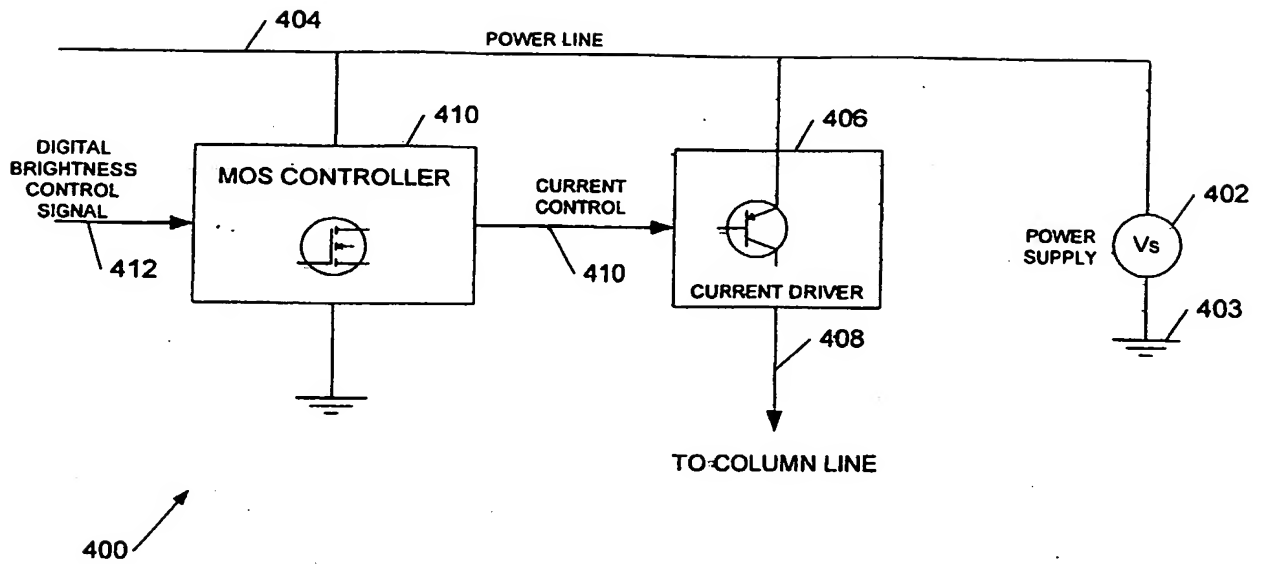 404
POWER LINE
410
406
DIGITAL
BRIGHTNESS
CONTROL
SIGNAL
MOS CONTROLLER
CURRENT
CONTROL
402
POWER
SUPPLY
Vs
412
410
CURRENT DRIVER
403
408
TO COLUMN LINE
400